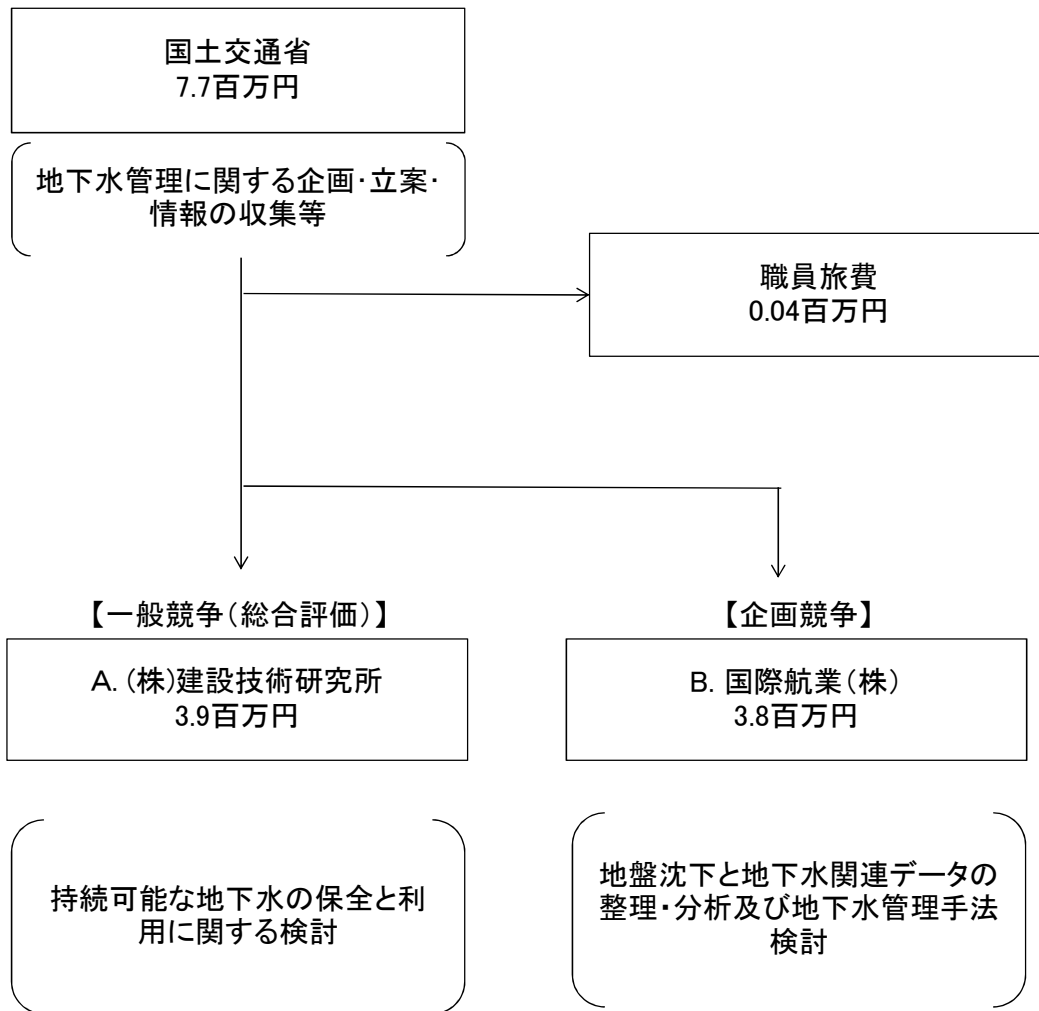 国土交通省
7.7百万円
地下水管理に関する企画・立案・
情報の収集等
職員旅費
0.04百万円
【一般競争（総合評価）】
A. (株)建設技術研究所
3.9百万円
【企画競争】
B. 国際航業（株）
3.8百万円
持続可能な地下水の保全と利
用に関する検討
地盤沈下と地下水関連データの
整理・分析及び地下水管理手法
検討